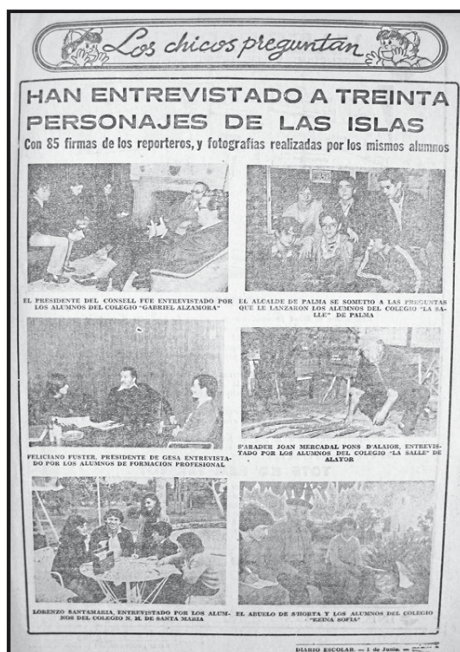 Los chicos preguntan
HAN ENTREVISTADO A TREINTA
PERSONAJES DE LAS ISLAS
Con 85 firmas de los reporteros, y fotografías realizadas por los mismos alumnos
EL PRESIDENTE DEL CONSELL FUE ENTREVISTADO POR
LOS ALUMNOS DEL COLEGIO "GABRIEL ALZAMORA"
EL ALCALDE DE PALMA SE SOMETIO A LAS PREGUNTAS
QUE LE LANZARON LOS ALUMNOS DEL COLEGIO "LA SA-
LLE" DE PALMA
FELICIANO FUSTER, PRESIDENTE DE GESA ENTREVISTA-
DO POR LOS ALUMNOS DE FORMACION PROFESIONAL
S'ARADER JOAN MERCADAL PONS D'ALAIOR, ENTREVIS-
TADO POR LOS ALUMNOS DEL COLEGIO "LA SALLE" DE
ALAYOR
LORENZO SANTAMARIA, ENTREVISTADO POR LOS ALUM-
NOS DEL COLEGIO N. M. DE SANTA MARIA
EL ABUELO DE S'HORTA Y LOS ALUMNOS DEL COLEGIO
"REINA SOFIA"
DIARIO ESCOLAR. — 1 de Junio. —